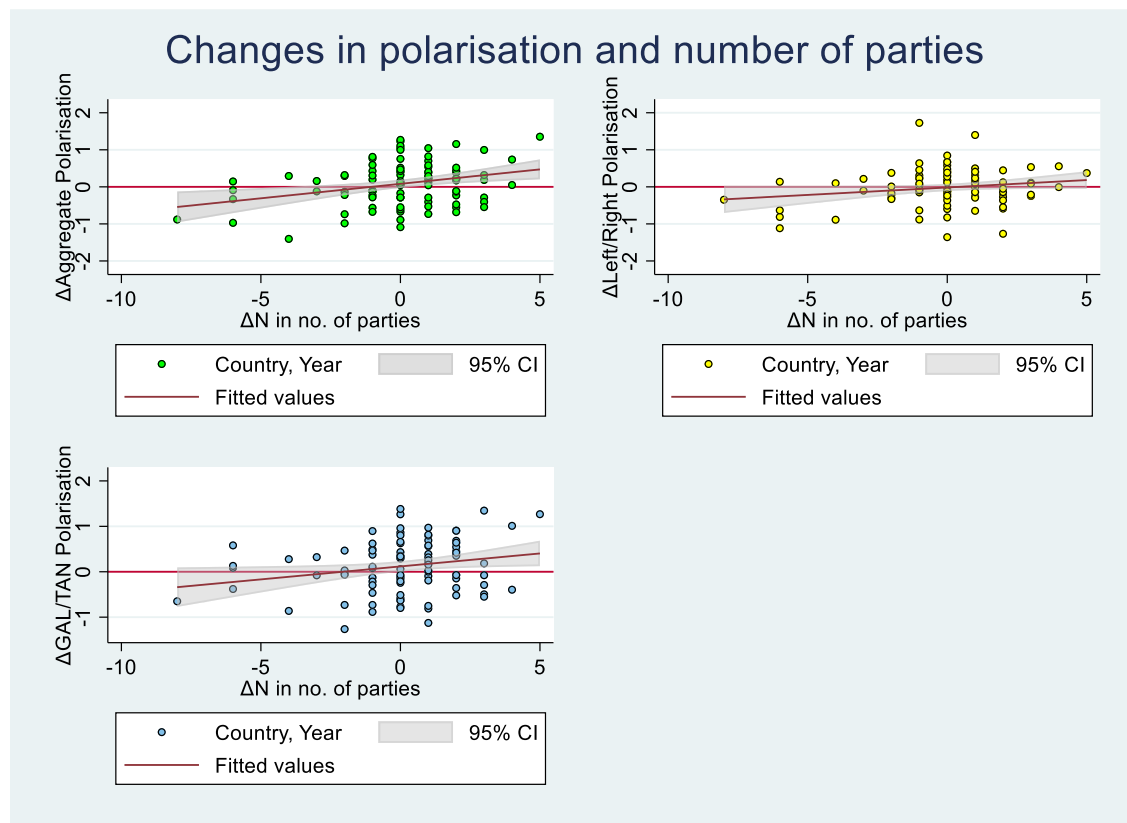 Changes in polarisation and number of parties
ΔAggregate Polarisation
2
1
0
-1
-2
-10 -5 0 5
ΔN in no. of parties
Country, Year 95% CI
Fitted values
ΔLeft/Right Polarisation
2
1
0
-1
-2
-10 -5 0 5
ΔN in no. of parties
Country, Year 95% CI
Fitted values
ΔGAL/TAN Polarisation
2
1
0
-1
-10 -5 0 5
ΔN in no. of parties
Country, Year 95% CI
Fitted values